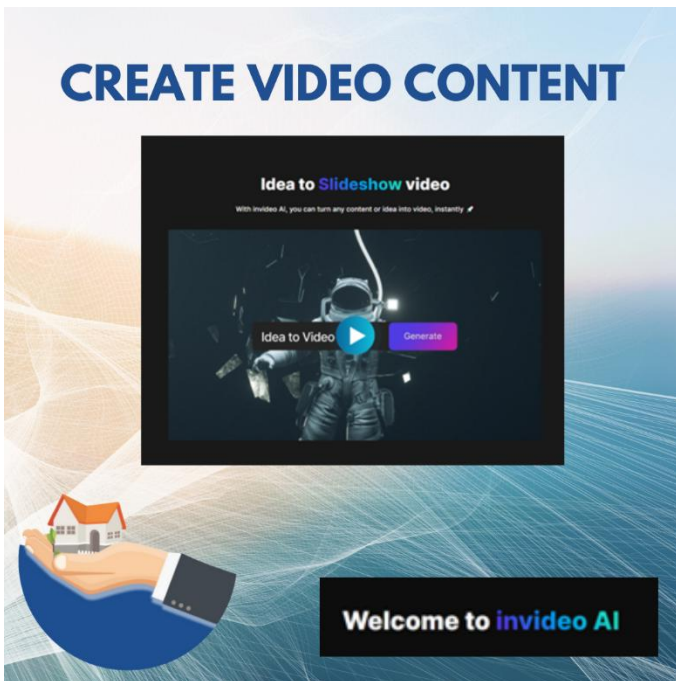 CREATE VIDEO CONTENT
Idea to Slideshow video
With invideo AI, you can turn any content or idea into video, instantly
Idea to Video
Generate
Welcome to invideo AI